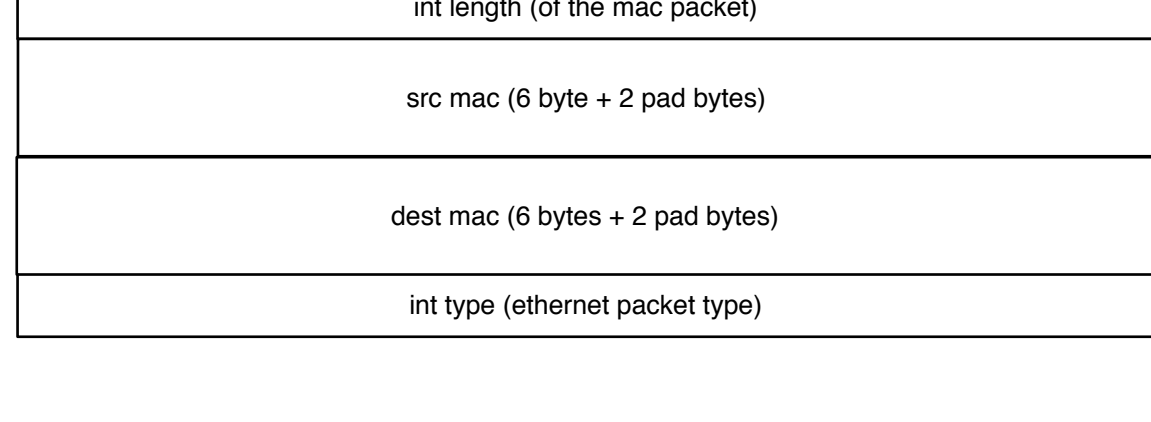 int length (of the mac packet)
src mac (6 byte + 2 pad bytes)
dest mac (6 bytes + 2 pad bytes)
int type (ethernet packet type)